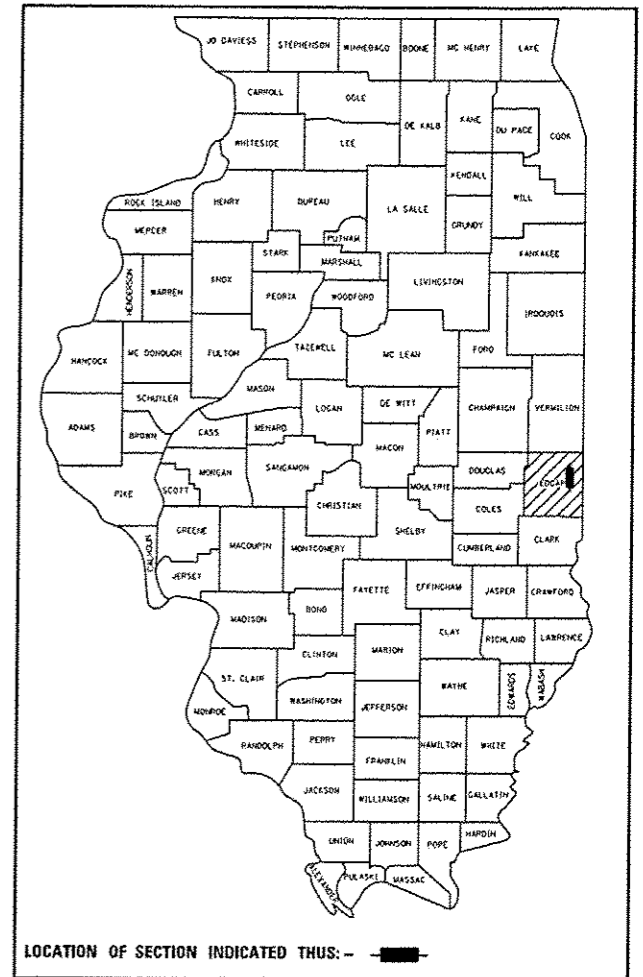 JO DAVIESS STEPHENSON WINNEBAGO BOONE MC HENRY LAKE
CARROLL OGLE DE KALB KANE DU PAGE COOK
WHITESIDE LEE
KENDALL WILL
ROCK ISLAND HENRY BUREAU LA SALLE GRUNDY
MERCER PUTNAM
STARK MARSHALL KANKAKEE
HENDERSON WARREN KNOX PEORIA WOODFORD LIVINGSTON IROQUOIS
HANCOCK MC DONOUGH FULTON TAZEWELL MC LEAN FORD
MASON
SCHUYLER LOGAN DE WITT CHAMPAIGN VERMILION
ADAMS BROWN CASS MENARD MACON PIATT
PIKE SCOTT MORGAN SANGAMON CHRISTIAN MOULTRIE DOUGLAS EDGAR
COLES
CALHOUN GREENE MACOUPIN MONTGOMERY SHELBY CUMBERLAND CLARK
JERSEY FAYETTE EFFINGHAM JASPER CRAWFORD
MADISON BOND CLAY RICHLAND LAWRENCE
CLINTON MARION
ST. CLAIR WASHINGTON WAYNE EDWARDS WABASH
MONROE JEFFERSON
RANDOLPH PERRY HAMILTON WHITE
FRANKLIN
JACKSON WILLIAMSON SALINE GALLATIN
UNION JOHNSON POPE HARDIN
ALEXANDER PULASKI MASSAC
LOCATION OF SECTION INDICATED THUS: -